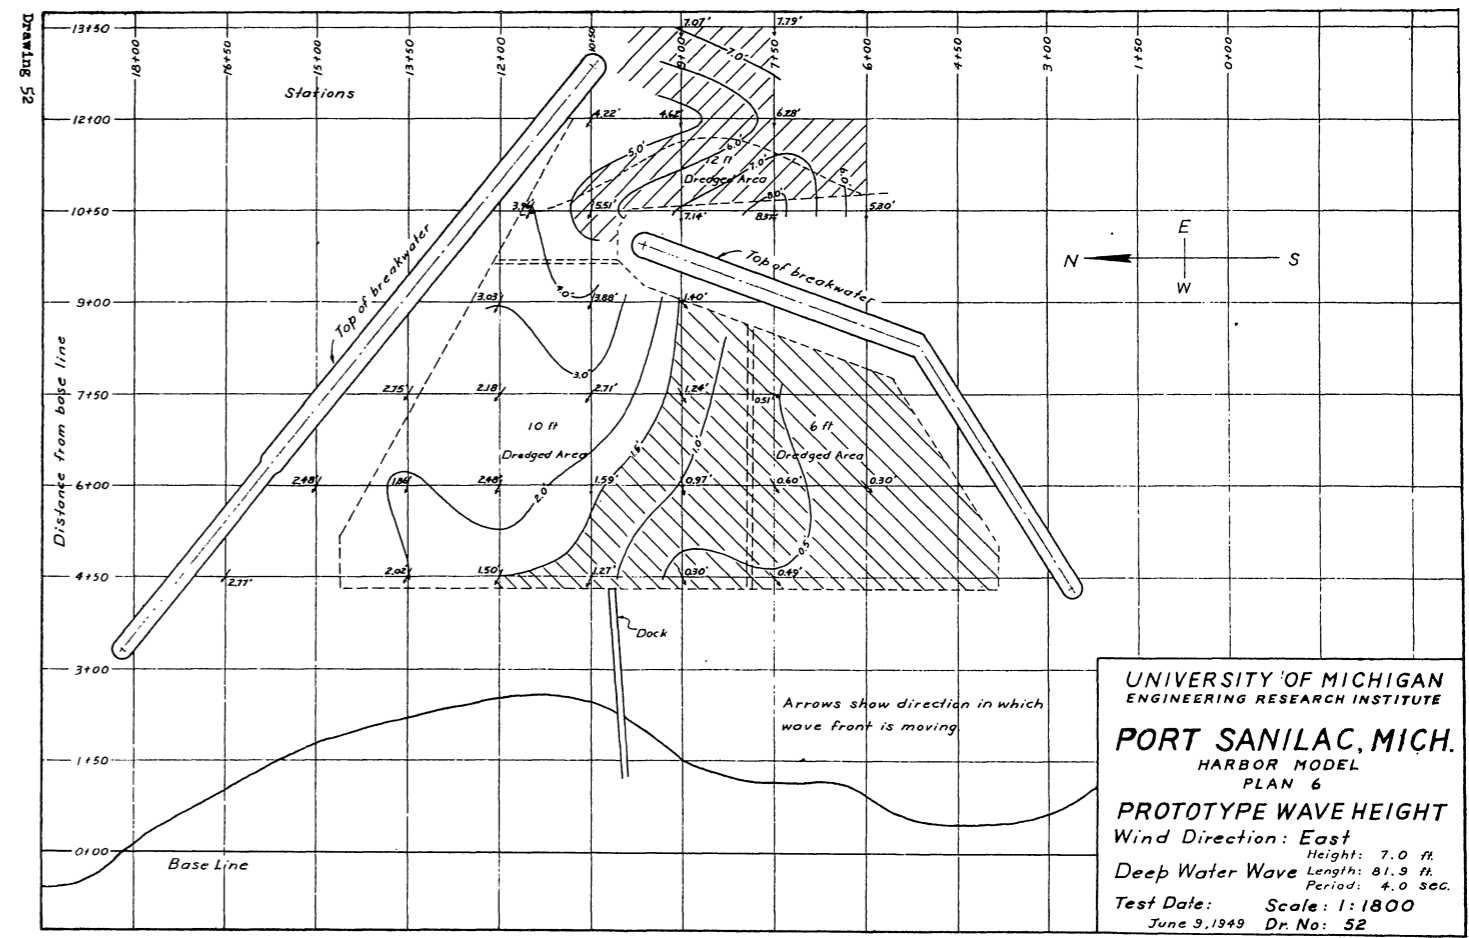 Drawing 52
13+50
12+00
10+50
9+00
7+50
6+00
4+50
3+00
1+50
0+00
Distance from base line
18+00
16+50
15+00
13+50
12+00
10+50
9+00
7+50
6+00
4+50
3+00
1+50
0+00
Stations
7.07'
7.79'
7.0'
4.22'
4.62'
6.28'
5.0'
6.0'
7.0'
12 ft
Dredged Area
8.0'
6.0
5.51'
7.14'
5.30'
Top of breakwater
Top of breakwater
E
N
S
W
4.0'
3.03'
3.88'
1.40'
3.0'
2.75'
2.18'
2.71'
1.24'
0.51'
10 ft
Dredged Area
6 ft
Dredged Area
1.5'
1.0'
2.48'
1.86'
2.48'
2.0'
1.59'
0.97'
0.60'
0.30'
0.5
2.77'
2.02'
1.50'
1.27'
0.30'
0.49'
Dock
Arrows show direction in which
wave front is moving.
Base Line
UNIVERSITY OF MICHIGAN
ENGINEERING RESEARCH INSTITUTE
PORT SANILAC, MICH.
HARBOR MODEL
PLAN 6
PROTOTYPE WAVE HEIGHT
Wind Direction: East
Height: 7.0 ft.
Deep Water Wave Length: 81.9 ft.
Period: 4.0 sec.
Test Date: Scale: 1:1800
June 9, 1949 Dr. No: 52